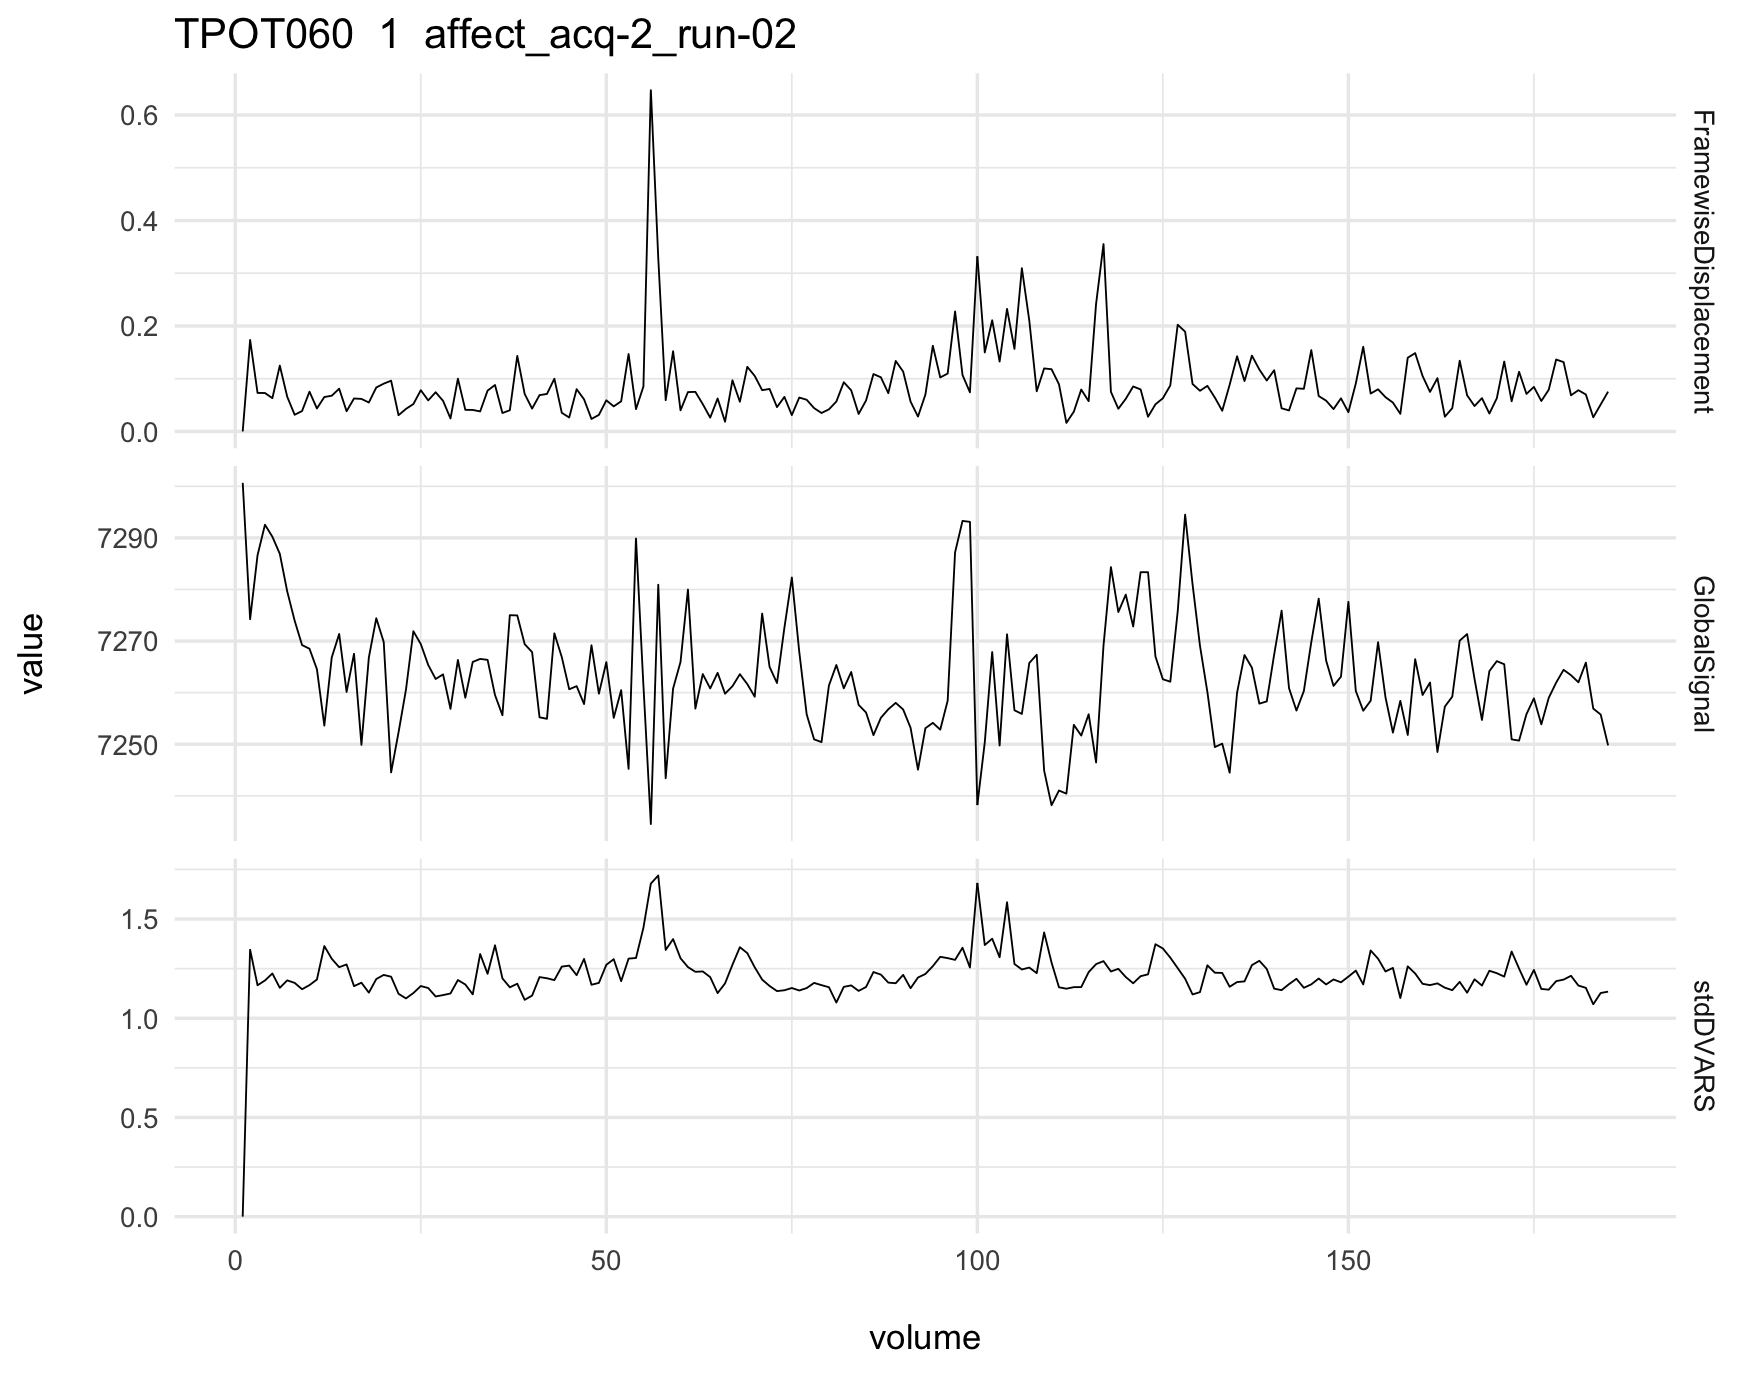 TPOT060 1 affect_acq-2_run-02
0.6
0.4
0.2
0.0
FramewiseDisplacement
7290
7270
7250
GlobalSignal
value
1.5
1.0
0.5
0.0
stdDVARS
0 50 100 150
volume